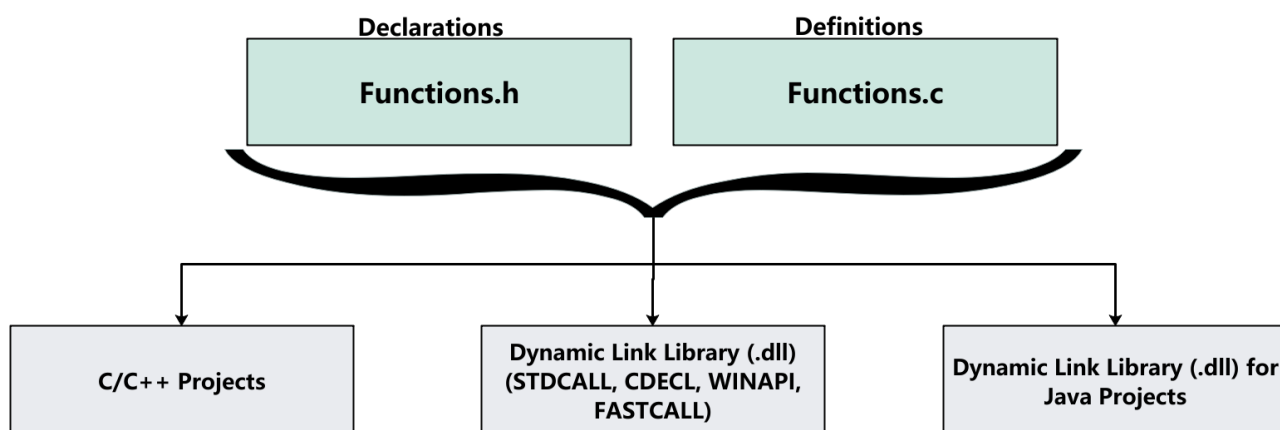 Declarations
Definitions
Functions.h
Functions.c
C/C++ Projects
Dynamic Link Library (.dll)
(STDCALL, CDECL, WINAPI,
FASTCALL)
Dynamic Link Library (.dll) for
Java Projects